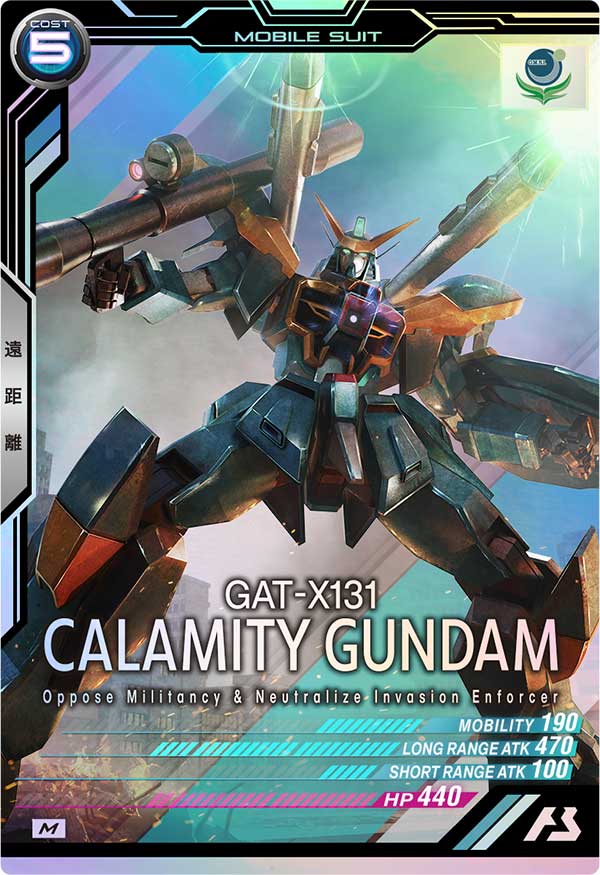 COST
5
MOBILE SUIT
遠距離
GAT-X131
CALAMITY GUNDAM
Oppose Militancy & Neutralize Invasion Enforcer
MOBILITY 190
LONG RANGE ATK 470
SHORT RANGE ATK 100
HP 440
M